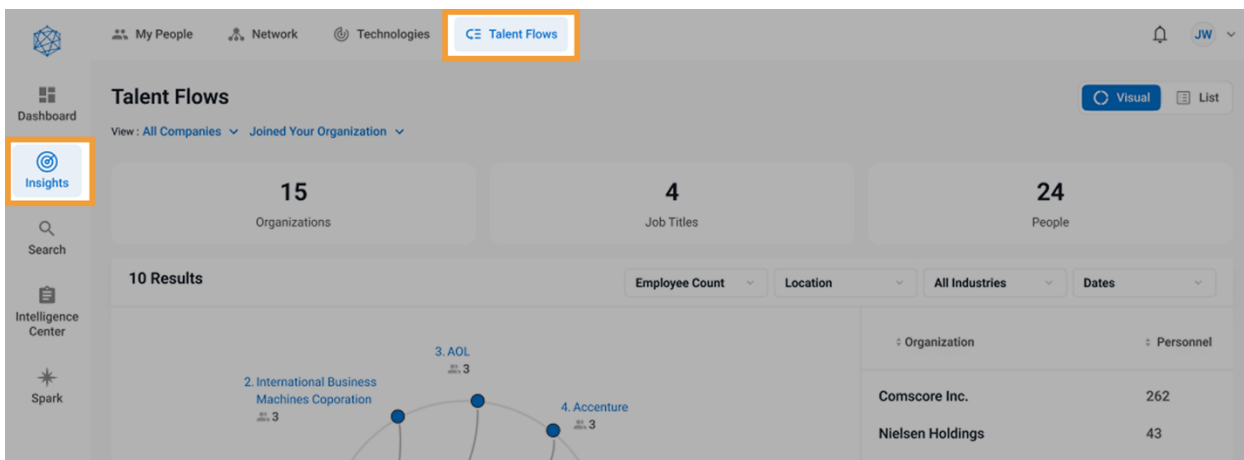 My People
Network
Technologies
Talent Flows
JW
Dashboard
Insights
Search
Intelligence
Center
Spark
Talent Flows
Visual
List
View : All Companies
Joined Your Organization
15
Organizations
4
Job Titles
24
People
10 Results
Employee Count
Location
All Industries
Dates
3. AOL
3
2. International Business
Machines Coporation
3
4. Accenture
3
Organization
Personnel
Comscore Inc.
262
Nielsen Holdings
43